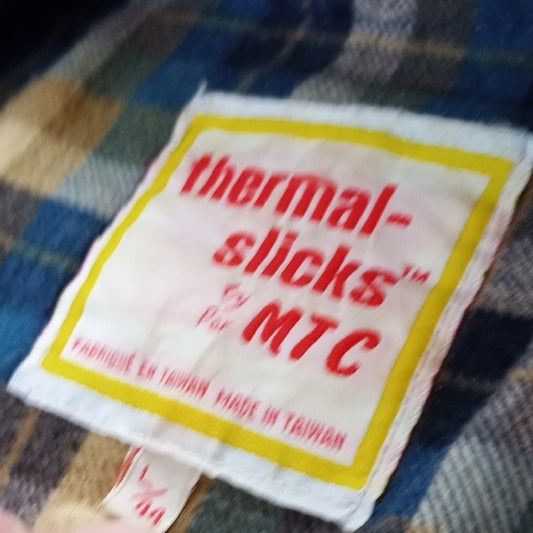 thermal-
slicks™
By
Par MTC
FABRIQUÉ EN TAIWAN MADE IN TAIWAN